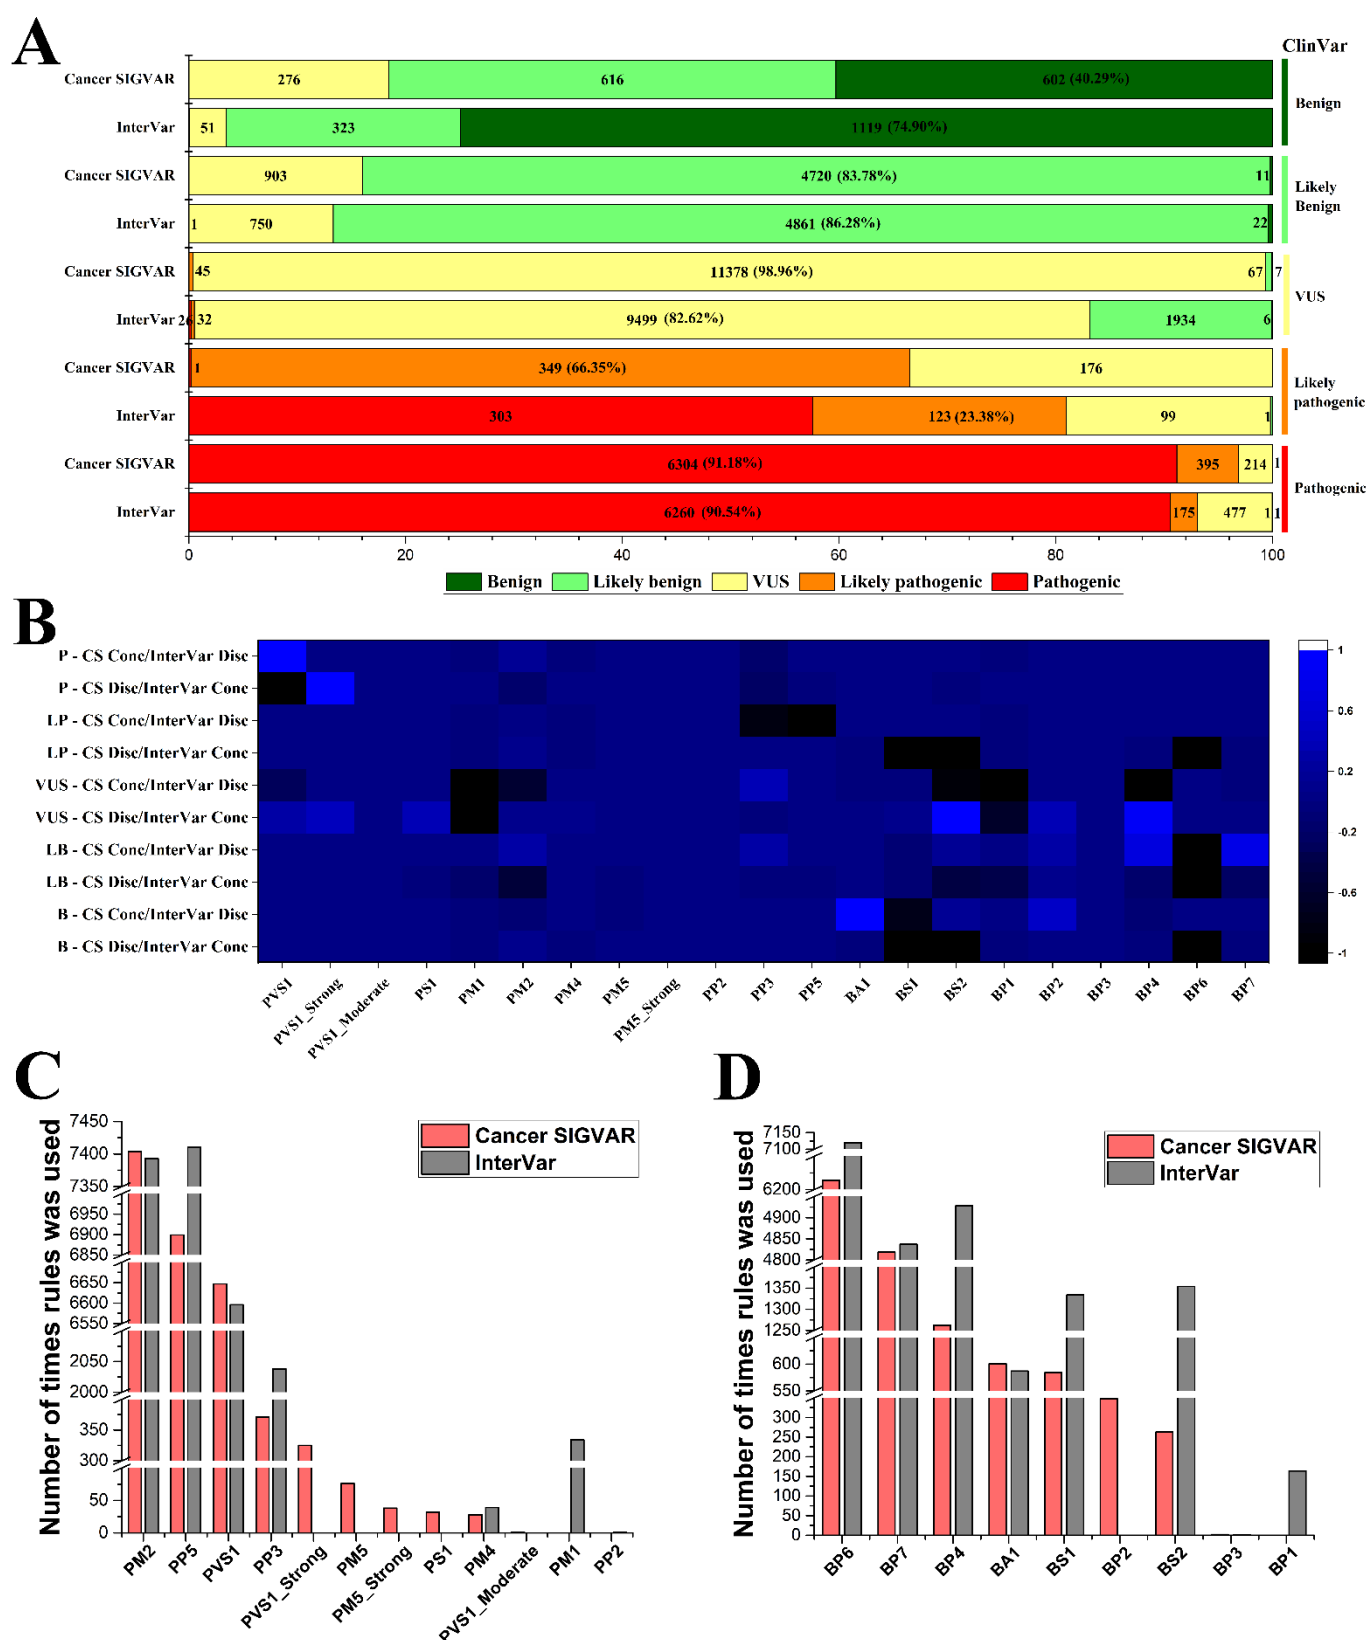 A
ClinVar
Cancer SIGVAR 276 616 602 (40.29%)
InterVar 51 323 1119 (74.90%)
Benign
Cancer SIGVAR 903 4720 (83.78%) 11
InterVar 1 750 4861 (86.28%) 22
Likely
Benign
Cancer SIGVAR 45 11378 (98.96%) 67 7
InterVar 26 32 9499 (82.62%) 1934 6
VUS
Cancer SIGVAR 1 349 (66.35%) 176
InterVar 303 123 (23.38%) 99 1
Likely
pathogenic
Cancer SIGVAR 6304 (91.18%) 395 214 1
InterVar 6260 (90.54%) 175 477 1 1
Pathogenic
0 20 40 60 80 100
Benign Likely benign VUS Likely pathogenic Pathogenic
B
P - CS Conc/InterVar Disc
P - CS Disc/InterVar Conc
LP - CS Conc/InterVar Disc
LP - CS Disc/InterVar Conc
VUS - CS Conc/InterVar Disc
VUS - CS Disc/InterVar Conc
LB - CS Conc/InterVar Disc
LB - CS Disc/InterVar Conc
B - CS Conc/InterVar Disc
B - CS Disc/InterVar Conc
1
0.6
0.2
-0.2
-0.6
-1
PVS1 PVS1_Strong PVS1_Moderate PS1 PM1 PM2 PM4 PM5 PM5_Strong PP2 PP3 PP5 BA1 BS1 BS2 BP1 BP2 BP3 BP4 BP6 BP7
C
Number of times rules was used
7450
7400
7350
6950
6900
6850
6650
6600
6550
2050
2000
350
300
50
0
Cancer SIGVAR
InterVar
PM2 PP5 PVS1 PP3 PVS1_Strong PM5 PM5_Strong PS1 PM4 PVS1_Moderate PM1 PP2
D
Number of times rules was used
7150
7100
6200
4900
4850
4800
1350
1300
1250
600
550
300
250
200
150
100
50
0
Cancer SIGVAR
InterVar
BP6 BP7 BP4 BA1 BS1 BP2 BS2 BP3 BP1